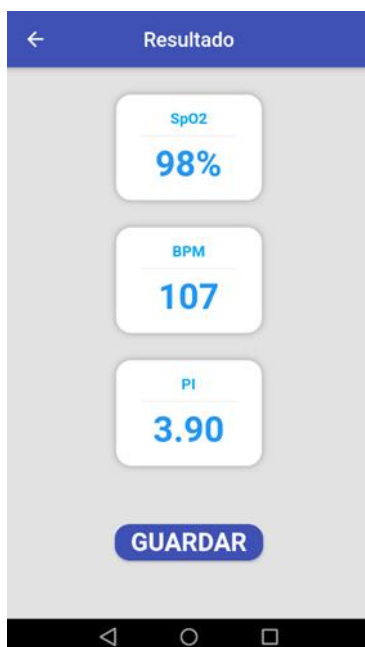 Resultado
SpO2
98%
BPM
107
PI
3.90
GUARDAR